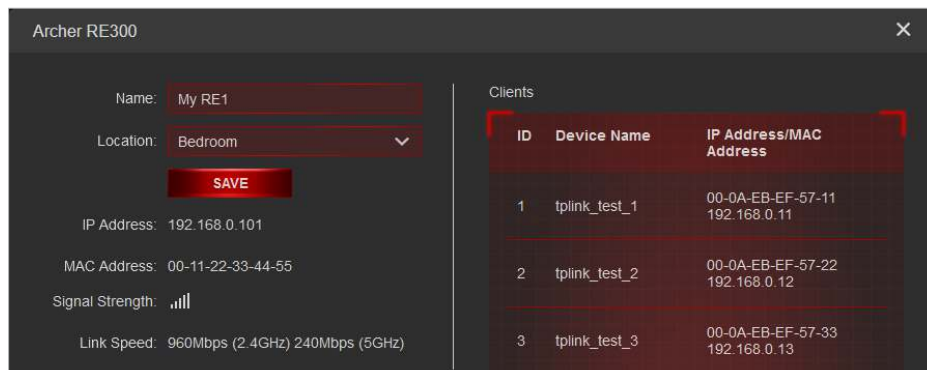 Archer RE300
Name: My RE1
Location: Bedroom
SAVE
IP Address: 192.168.0.101
MAC Address: 00-11-22-33-44-55
Signal Strength:
Link Speed: 960Mbps (2.4GHz) 240Mbps (5GHz)
Clients
ID Device Name IP Address/MAC
Address
1 tplink_test_1 00-0A-EB-EF-57-11
192.168.0.11
2 tplink_test_2 00-0A-EB-EF-57-22
192.168.0.12
3 tplink_test_3 00-0A-EB-EF-57-33
192.168.0.13